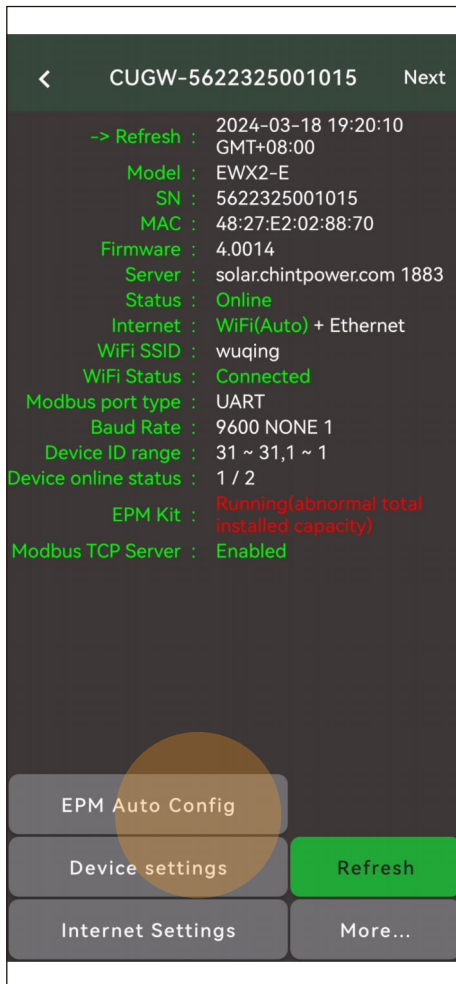 CUGW-5622325001015 Next
-> Refresh : 2024-03-18 19:20:10
GMT+08:00
Model : EWX2-E
SN : 5622325001015
MAC : 48:27:E2:02:88:70
Firmware : 4.0014
Server : solar.chintpower.com 1883
Status : Online
Internet : WiFi(Auto) + Ethernet
WiFi SSID : wuqing
WiFi Status : Connected
Modbus port type : UART
Baud Rate : 9600 NONE 1
Device ID range : 31 ~ 31,1 ~ 1
Device online status : 1 / 2
EPM Kit : Running(abnormal total
installed capacity)
Modbus TCP Server : Enabled
EPM Auto Config
Device settings Refresh
Internet Settings More...